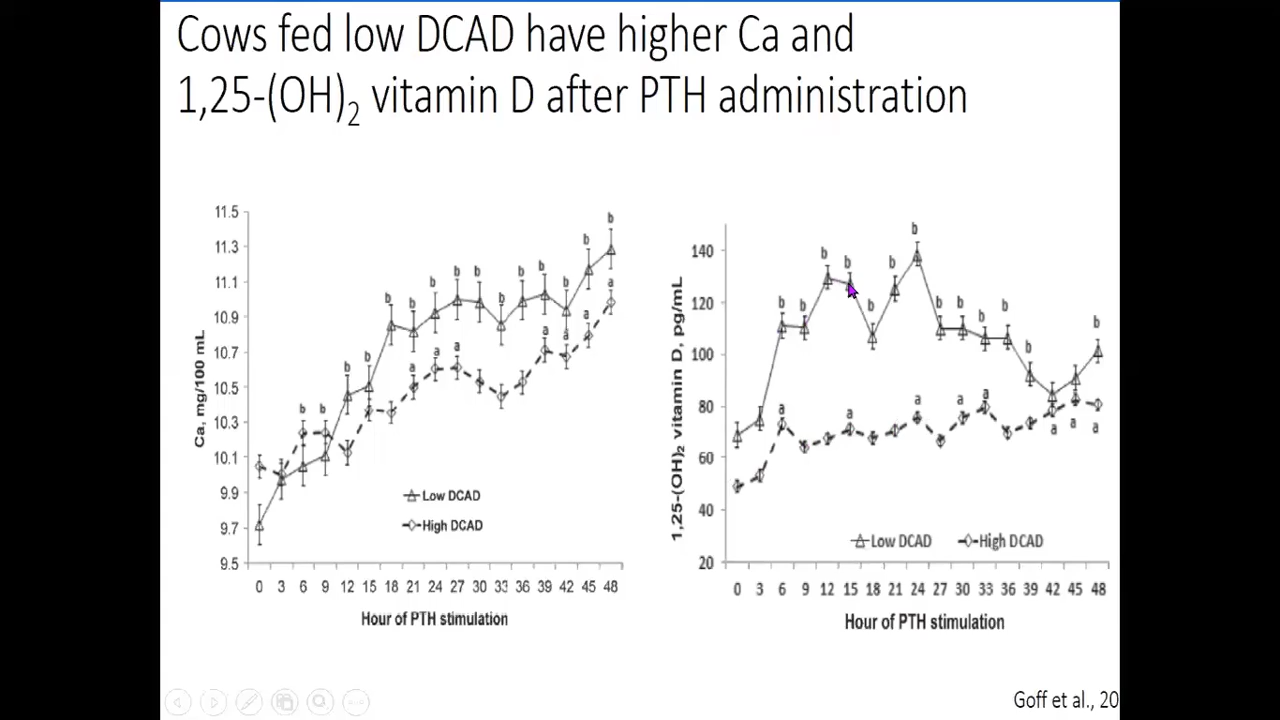 Cows fed low DCAD have higher Ca and
1,25-(OH)₂ vitamin D after PTH administration
Ca, mg/100 mL
11.5
11.3
11.1
10.9
10.7
10.5
10.3
10.1
9.9
9.7
9.5
b b b b b b b b b b b b b b
a a a a a a a
Low DCAD
High DCAD
0 3 6 9 12 15 18 21 24 27 30 33 36 39 42 45 48
Hour of PTH stimulation
1,25-(OH)₂ vitamin D, pg/mL
140
120
100
80
60
40
20
b b b b b b b b b b b b b
a a a a a a a a
Low DCAD High DCAD
0 3 6 9 12 15 18 21 24 27 30 33 36 39 42 45 48
Hour of PTH stimulation
Goff et al., 20